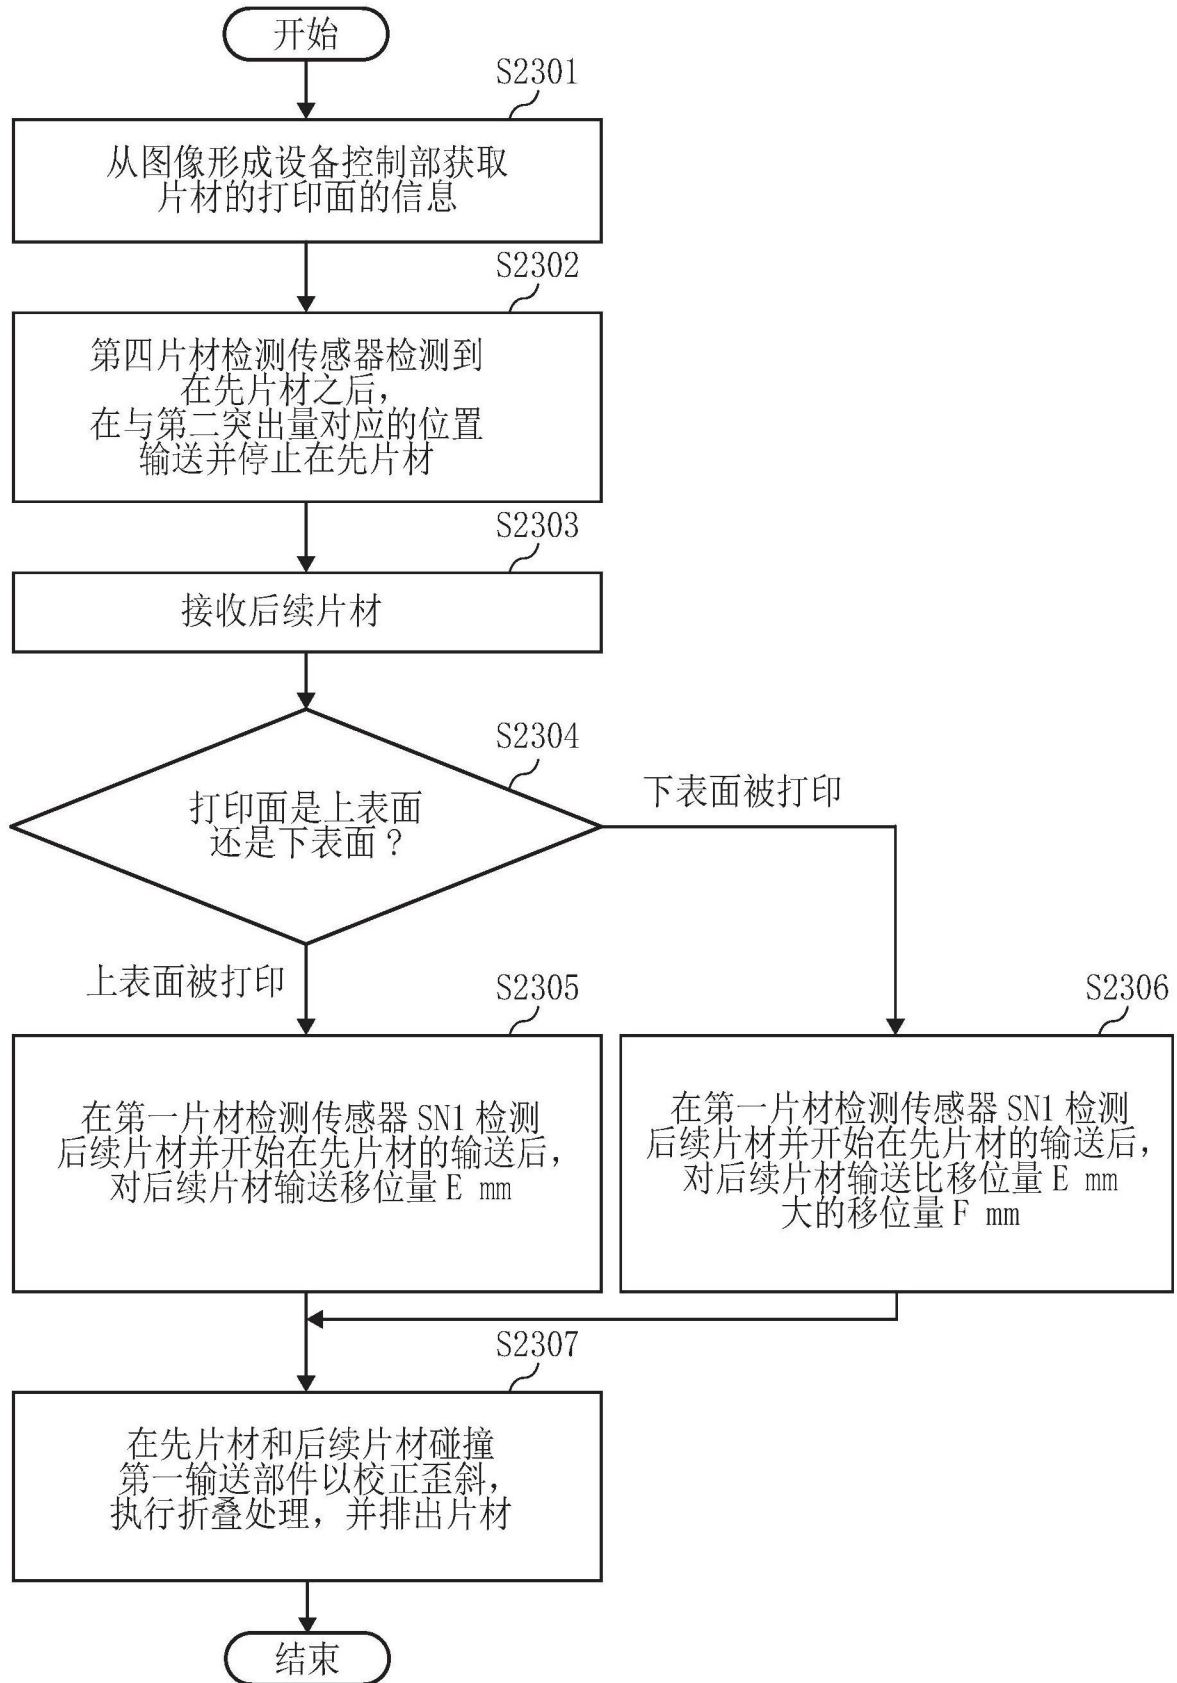 开始
S2301
从图像形成设备控制部获取
片材的打印面的信息
S2302
第四片材检测传感器检测到
在先片材之后，
在与第二突出量对应的位置
输送并停止在先片材
S2303
接收后续片材
S2304
打印面是上表面
还是下表面？
下表面被打印
上表面被打印
S2305
在第一片材检测传感器 SN1 检测
后续片材并开始在先片材的输送后，
对后续片材输送移位量 E mm
S2306
在第一片材检测传感器 SN1 检测
后续片材并开始在先片材的输送后，
对后续片材输送比移位量 E mm
大的移位量 F mm
S2307
在先片材和后续片材碰撞
第一输送部件以校正歪斜，
执行折叠处理，并排出片材
结束